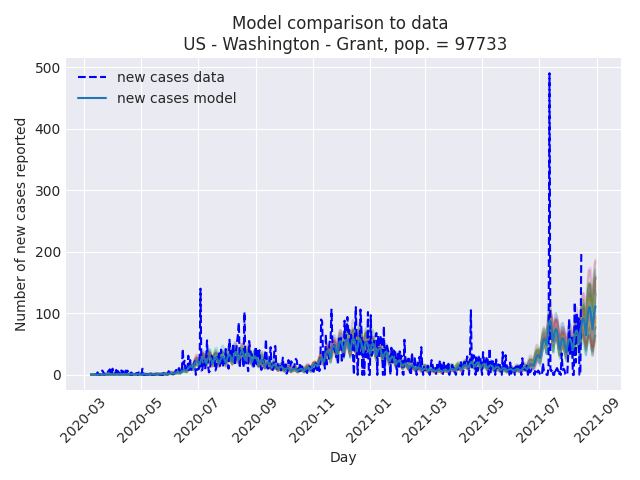 Model comparison to data
US - Washington - Grant, pop. = 97733
new cases data
new cases model
Number of new cases reported
500
400
300
200
100
0
2020-03
2020-05
2020-07
2020-09
2020-11
2021-01
2021-03
2021-05
2021-07
2021-09
Day